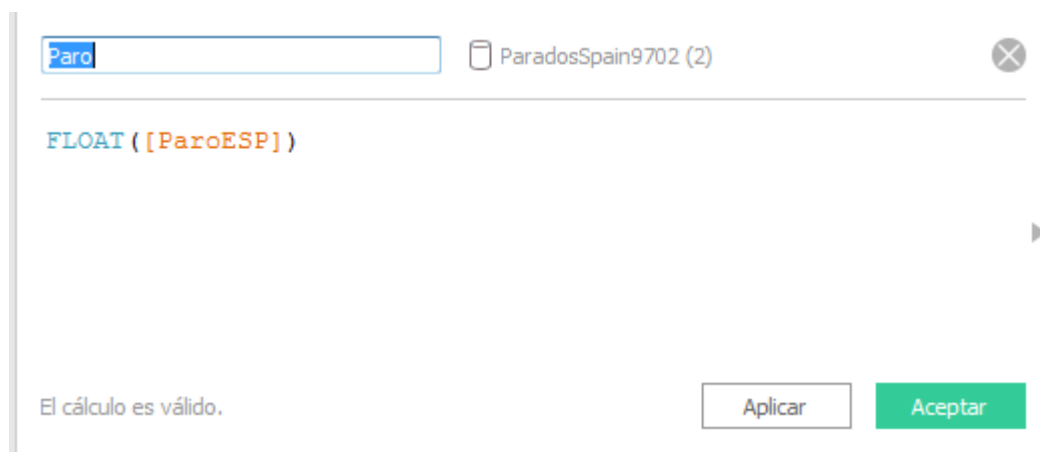 Paro
ParadosSpain9702 (2)
FLOAT([ParoESP])
El cálculo es válido.
Aplicar
Aceptar